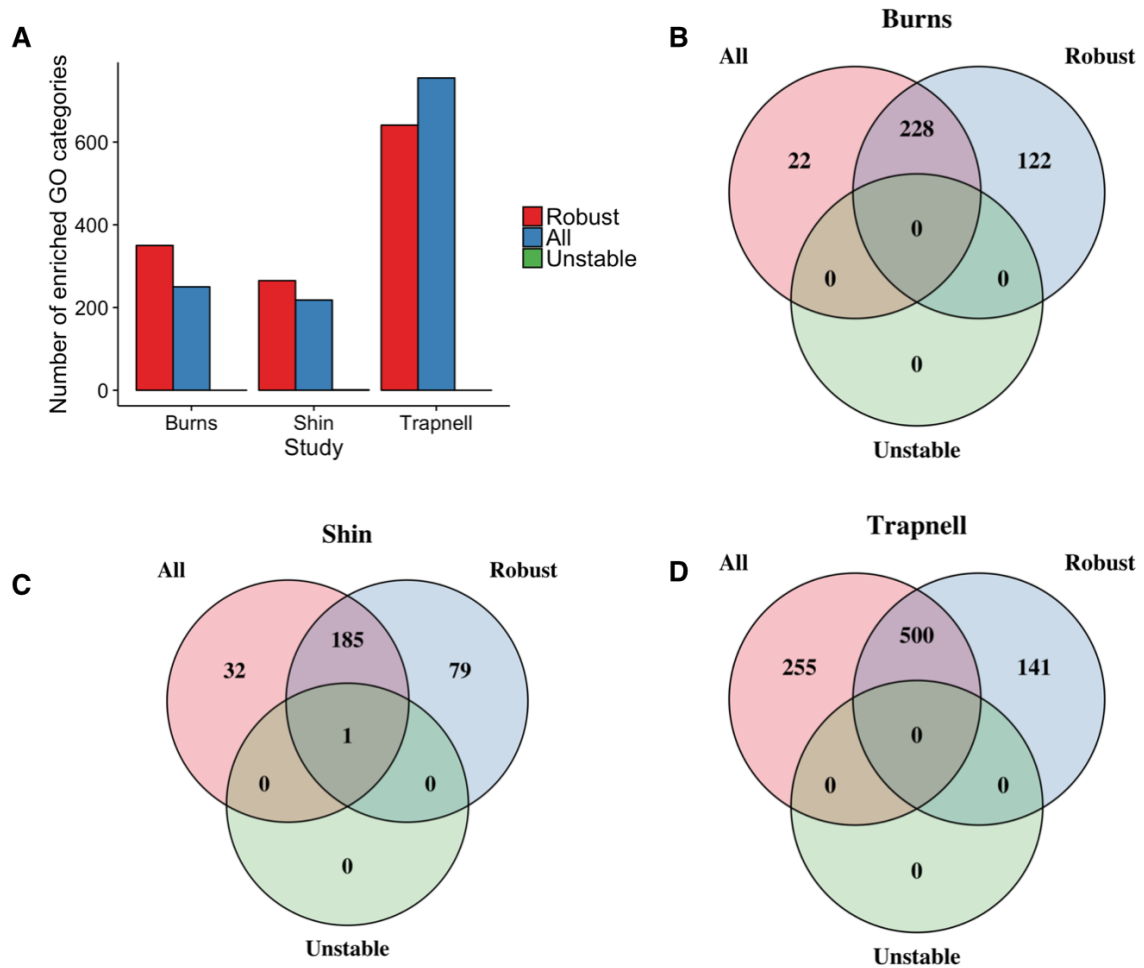 A
Number of enriched GO categories
600
400
200
0
Burns
Shin
Trapnell
Study
Robust
All
Unstable
B
Burns
All
Robust
228
22
122
0
0
0
0
Unstable
C
Shin
All
Robust
185
32
79
1
0
0
0
Unstable
D
Trapnell
All
Robust
500
255
141
0
0
0
0
Unstable